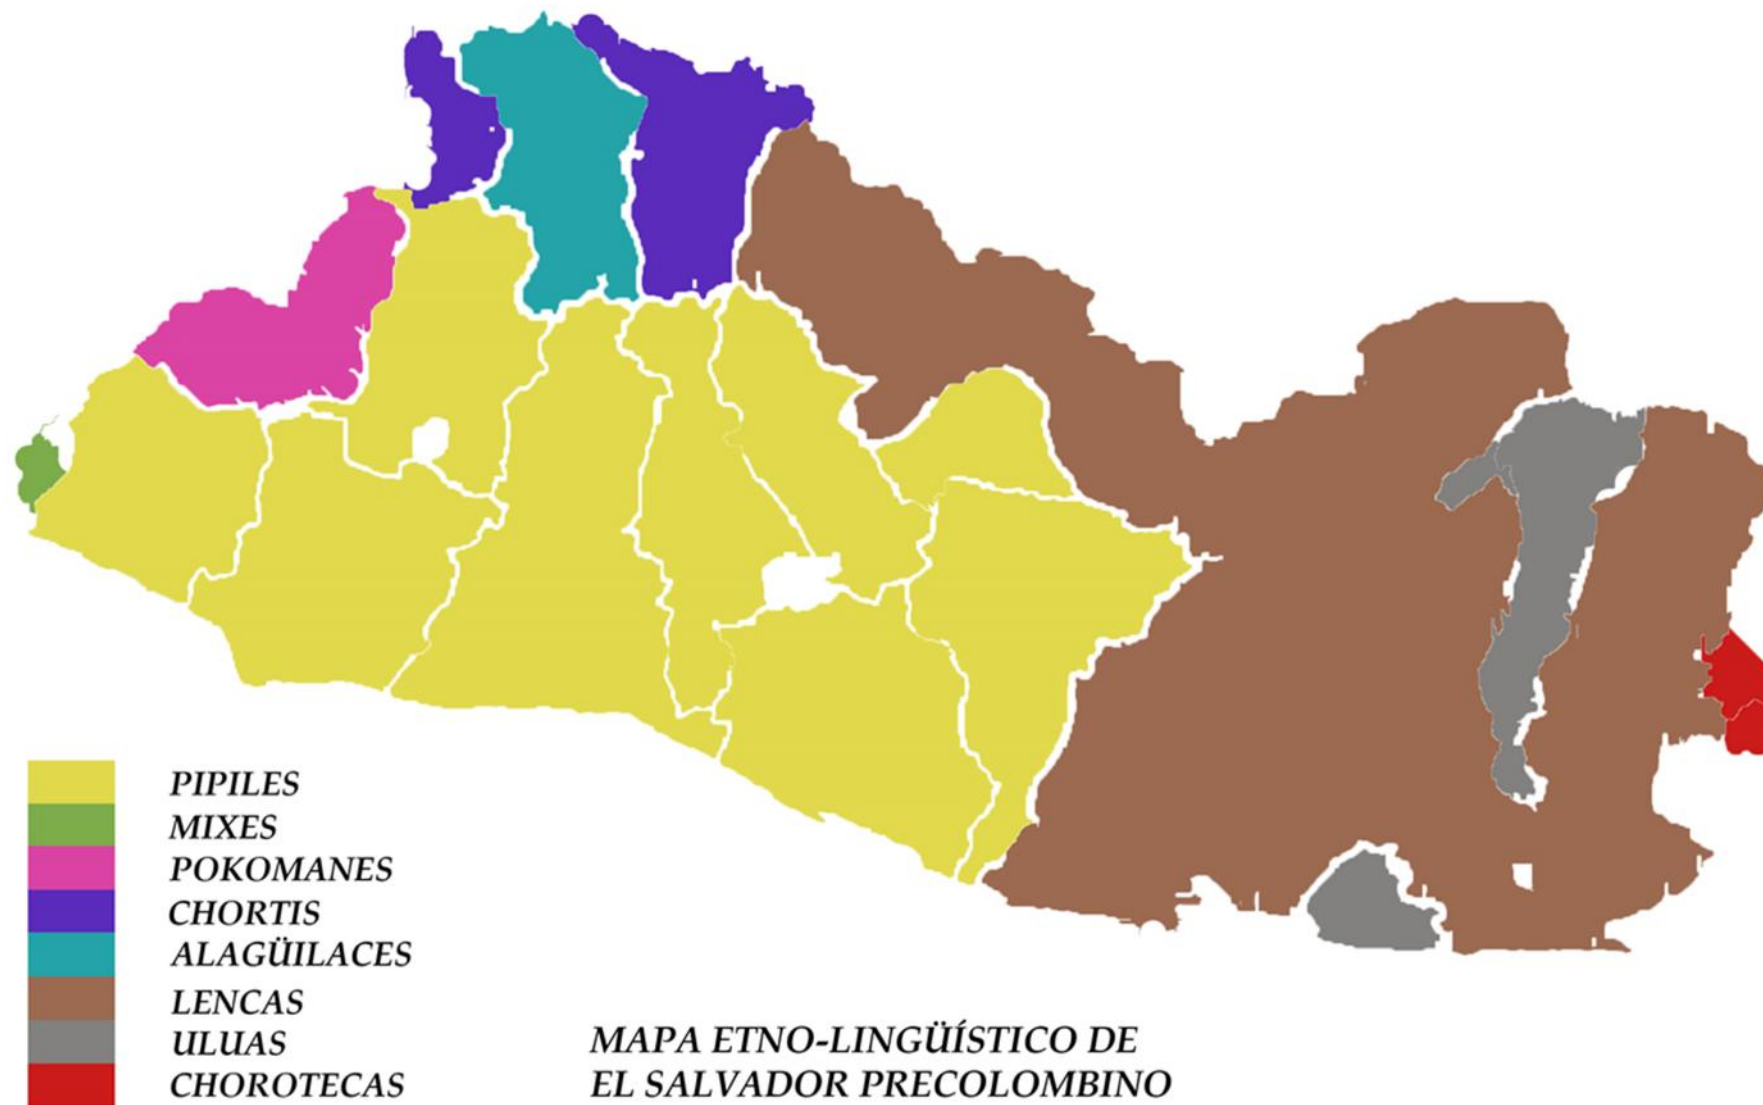 PIPILES
MIXES
POKOMANES
CHORTIS
ALAGÜILACES
LENCAS
ULUAS
CHOROTECAS
MAPA ETNO-LINGÜÍSTICO DE
EL SALVADOR PRECOLOMBINO